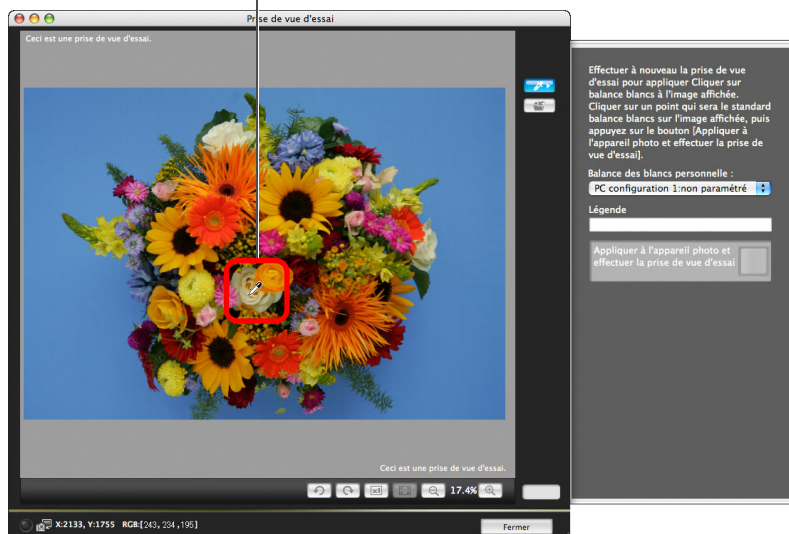 Prise de vue d'essai
Ceci est une prise de vue d'essai.
Effectuer à nouveau la prise de vue
d'essai pour appliquer Cliquer sur
balance blancs à l'image affichée.
Cliquer sur un point qui sera le standard
balance blancs sur l'image affichée, puis
appuyez sur le bouton [Appliquer à
l'appareil photo et effectuer la prise de
vue d'essai].
Balance des blancs personnelle :
PC configuration 1:non paramétré
Légende
Appliquer à l'appareil photo et
effectuer la prise de vue d'essai
Ceci est une prise de vue d'essai.
x1
17.4%
X:2133, Y:1755 RGB:[243, 234 ,195]
Fermer